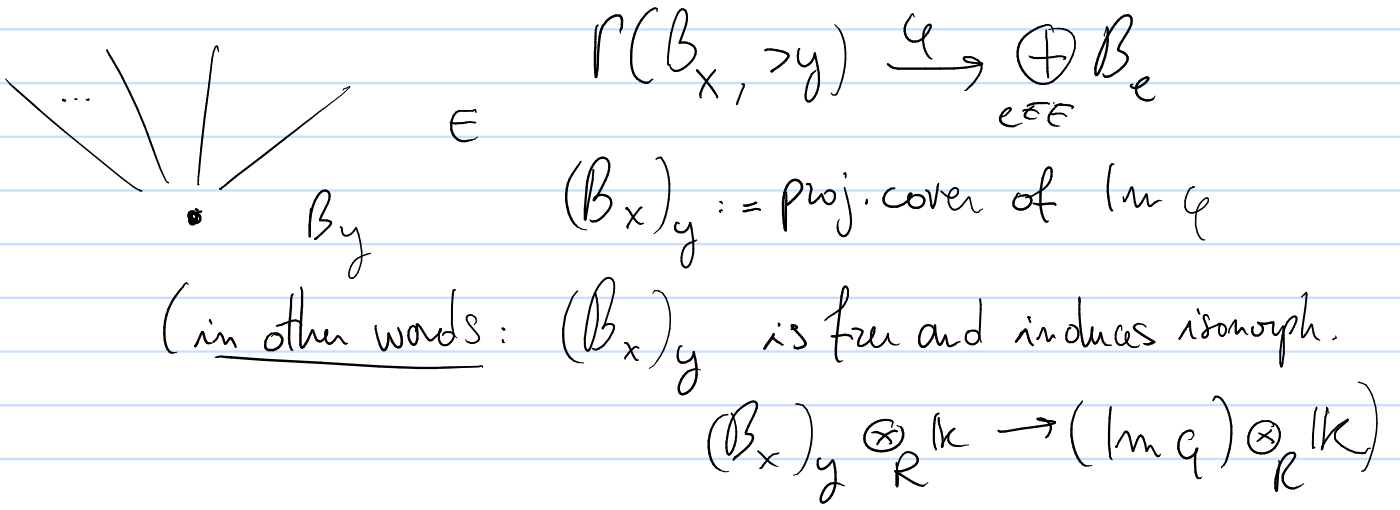 Γ(B_x, >y) —φ→ ⊕_{e∈E} B_e
... E
(B_x)_y := proj. cover of Im φ
B_y
(in other words: (B_x)_y is free and induces isomorph.
(B_x)_y ⊗_R 𝕜 → (Im φ) ⊗_R 𝕜)